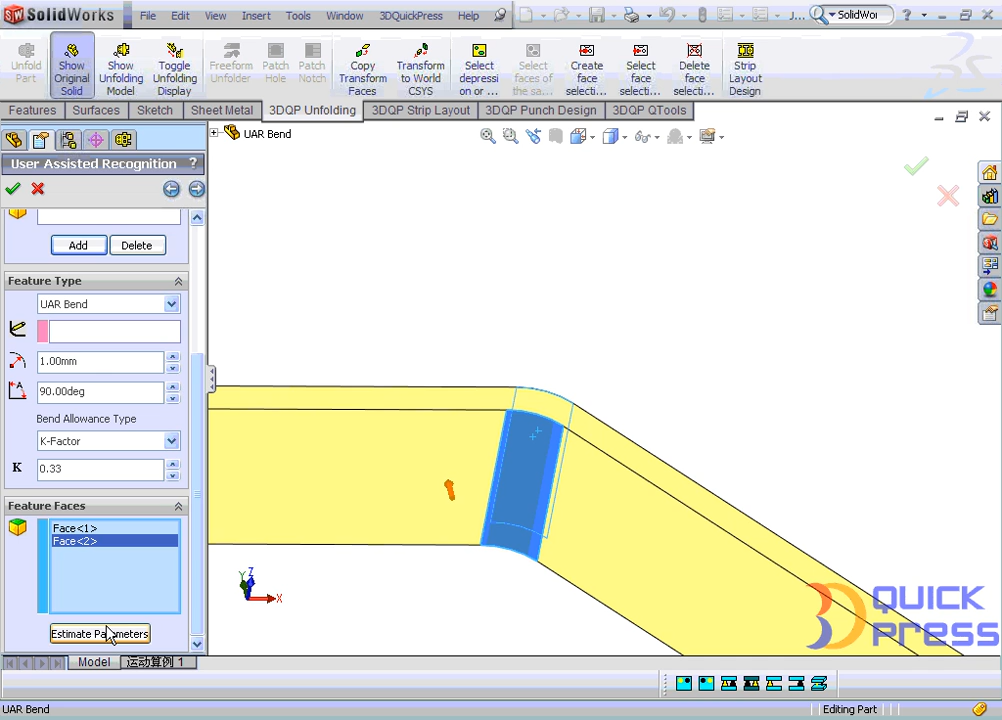 SolidWorks
File Edit View Insert Tools Window 3DQuickPress Help
J... SolidWor
Unfold Part
Show Original Solid
Show Unfolding Model
Toggle Unfolding Display
Freeform Unfolder
Patch Hole
Patch Notch
Copy Transform Faces
Transform to World CSYS
Select depressi on or ...
Select faces of the sa...
Create face selecti...
Select face selecti...
Delete face selecti...
Strip Layout Design
Features Surfaces Sketch Sheet Metal 3DQP Unfolding 3DQP Strip Layout 3DQP Punch Design 3DQP QTools
UAR Bend
User Assisted Recognition ?
Add Delete
Feature Type
UAR Bend
1.00mm
90.00deg
Bend Allowance Type
K-Factor
K 0.33
Feature Faces
Face<1>
Face<2>
Estimate Parameters
Y Z X
3D QUICK
Press
Model 运动算例 1
UAR Bend Editing Part